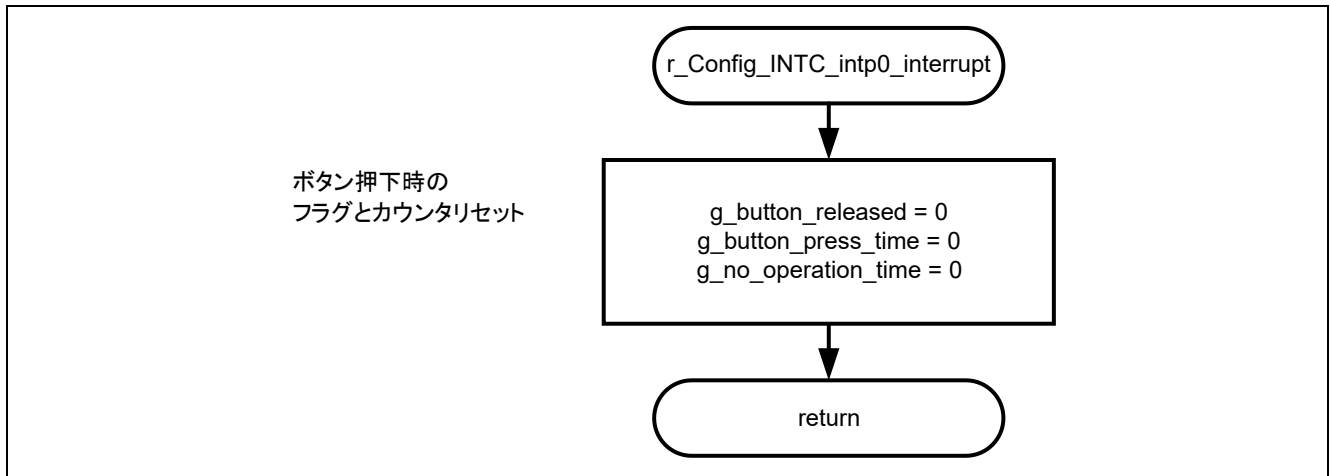 r_Config_INTC_intp0_interrupt
ボタン押下時の
フラグとカウンタリセット
g_button_released = 0
g_button_press_time = 0
g_no_operation_time = 0
return